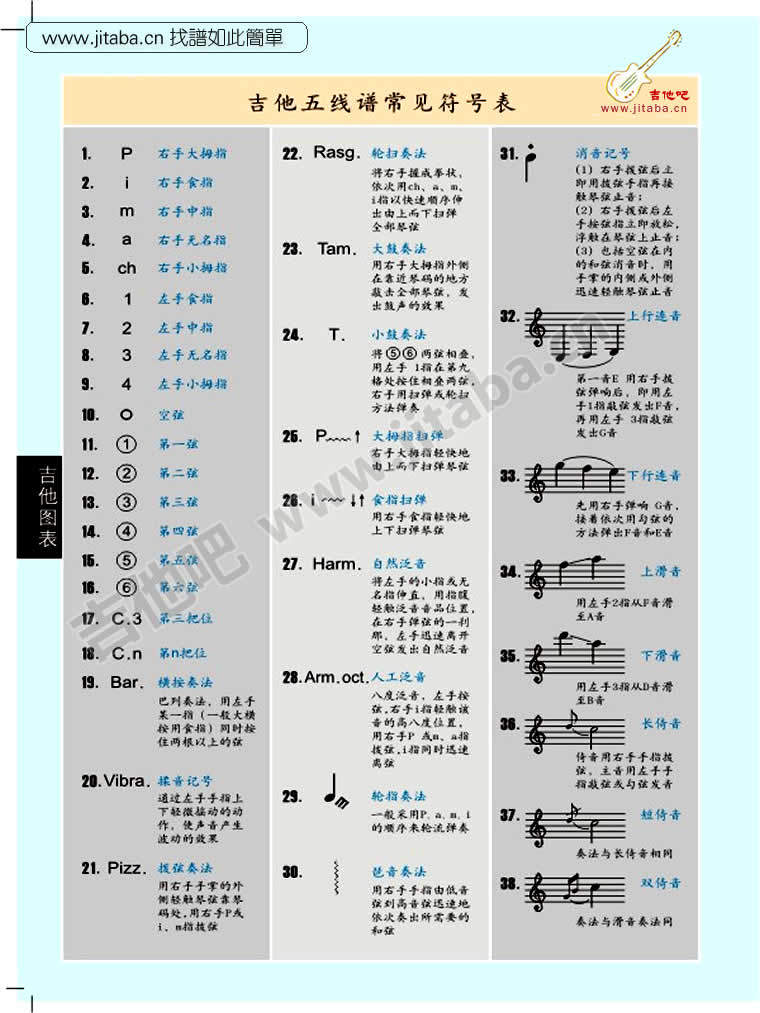 www.jitaba.cn 找譜如此簡單
吉他五线谱常见符号表
吉他吧
www.jitaba.cn
吉他图表
1. P 右手大拇指
2. i 右手食指
3. m 右手中指
4. a 右手无名指
5. ch 右手小拇指
6. 1 左手食指
7. 2 左手中指
8. 3 左手无名指
9. 4 左手小拇指
10. O 空弦
11. ① 第一弦
12. ② 第二弦
13. ③ 第三弦
14. ④ 第四弦
15. ⑤ 第五弦
16. ⑥ 第六弦
17. C.3 第三把位
18. C.n 第n把位
19. Bar. 横按奏法
巴列奏法,用左手
某一指(一般大横
按用食指)同时按
住两根以上的弦
20. Vibra. 揉音记号
通过左手手指上
下轻微摇动的动
作,使声音产生
波动的效果
21. Pizz. 拨弦奏法
用右手手掌的外
侧轻触琴弦靠琴
码处,用右手P或
i、m指拨弦
22. Rasg. 轮扫奏法
将右手握成拳状,
依次用ch、a、m、
i指以快速顺序伸
出由上而下扫弹
全部琴弦
23. Tam. 大鼓奏法
用右手大拇指外侧
在靠近琴码的地方
敲击全部琴弦,发
出鼓声的效果
24. T. 小鼓奏法
将⑤⑥两弦相叠,
用左手 1指在第九
格处按住相叠两弦,
右手用扫弹或轮扫
方法弹奏
25. P 大拇指扫弹
右手大拇指轻快地
由上而下扫弹琴弦
26. i 食指扫弹
用右手食指轻快地
上下扫弹琴弦
27. Harm. 自然泛音
将左手的小指或无
名指伸直,用指腹
轻触泛音音品位置,
在右手弹弦的一刹
那,左手迅速离开
空弦发出自然泛音
28. Arm.oct. 人工泛音
八度泛音,左手按
弦,右手i指轻触该
音的高八度位置,
用右手P 或m、a指
拨弦,i指同时迅速
离弦
29. 轮指奏法
一般采用P、a、m、i
的顺序来轮流弹奏
30. 琶音奏法
用右手手指由低音
弦到高音弦迅速地
依次奏出所需要的
和弦
31. 消音记号
(1)右手拨弦后立
即用拨弦手指再接
触琴弦止音;
(2)右手拨弦后左
手按弦指立即放松,
浮触在琴弦上止音;
(3)包括空弦在内
的和弦消音时,用
手掌的内侧或外侧
迅速轻触琴弦止音
32. 上行连音
第一音E 用右手拨
弦弹响后,即用左
手1指敲弦发出F音,
再用左手 3指敲弦
发出G音
33. 下行连音
先用右手弹响 G音,
接着依次用勾弦的
方法弹出F音和E音
34. 上滑音
用左手2指从F音滑
至A音
35. 下滑音
用左手3指从D音滑
至B音
36. 长倚音
倚音用右手手指拨
弦,主音用左手手
指敲弦或勾弦发音
37. 短倚音
奏法与长倚音相同
38. 双倚音
奏法与滑音奏法同
吉他吧 www.jitaba.cn